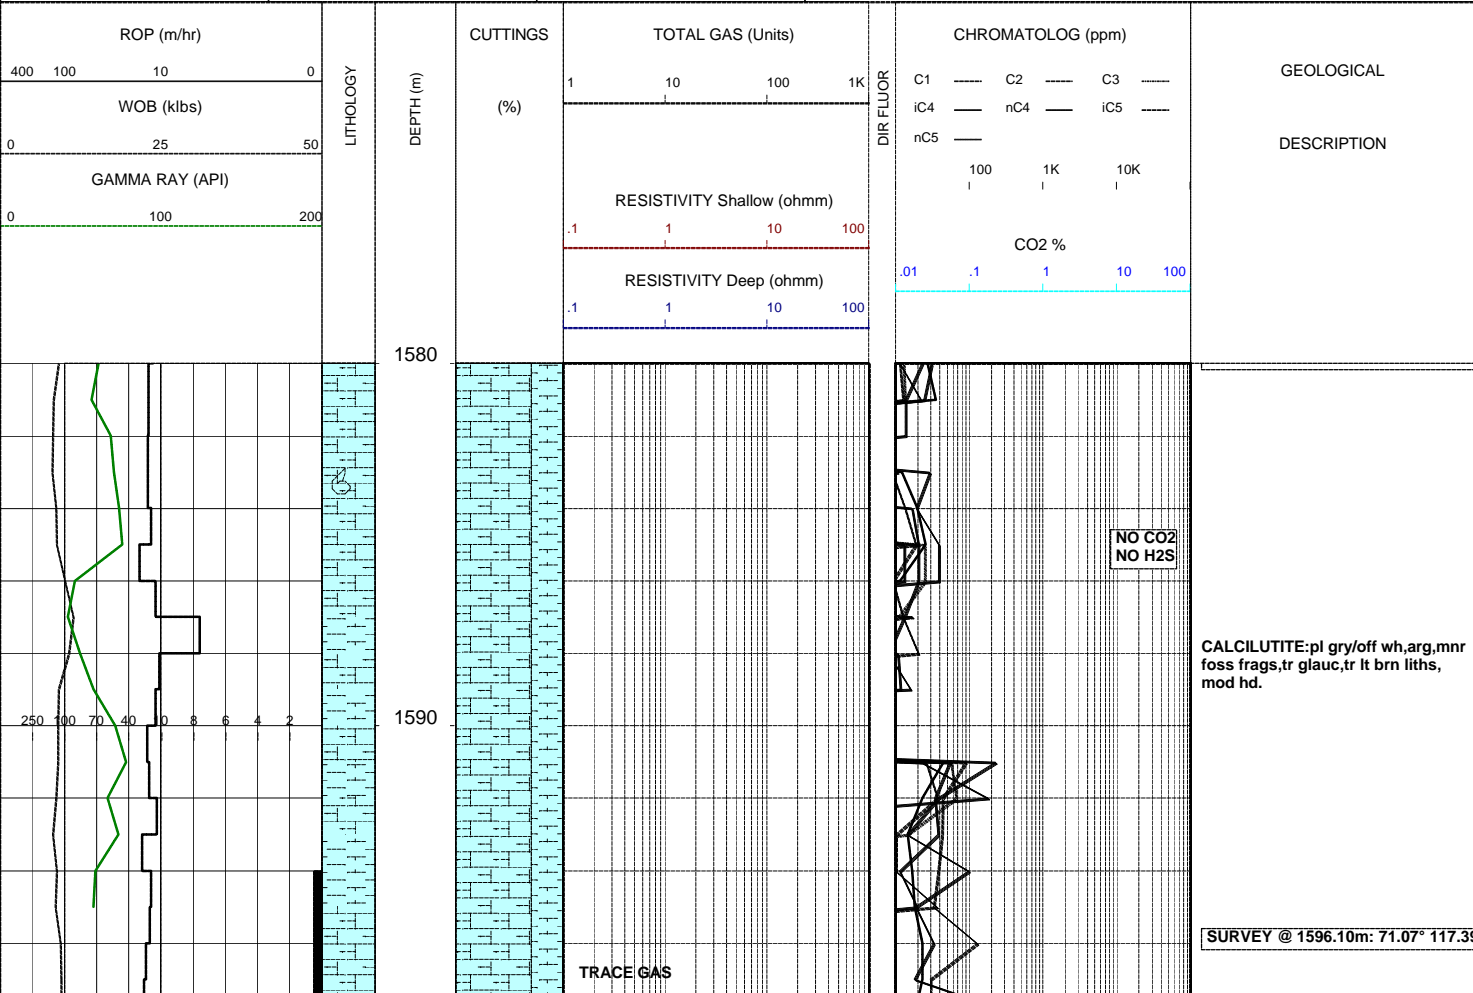 ROP (m/hr)
400 100 10 0
WOB (klbs)
0 25 50
GAMMA RAY (API)
0 100 200
LITHOLOGY
DEPTH (m)
CUTTINGS
(%)
TOTAL GAS (Units)
1 10 100 1K
RESISTIVITY Shallow (ohmm)
.1 1 10 100
RESISTIVITY Deep (ohmm)
.1 1 10 100
DIR FLUOR
CHROMATOLOG (ppm)
C1 C2 C3
iC4 nC4 iC5
nC5
100 1K 10K
CO2 %
.01 .1 1 10 100
GEOLOGICAL
DESCRIPTION
1580
NO CO2
NO H2S
CALCILUTITE:pl gry/off wh,arg,mnr
foss frags,tr glauc,tr lt brn liths,
mod hd.
250 100 70 40 10 8 6 4 2
1590
SURVEY @ 1596.10m: 71.07° 117.39
TRACE GAS